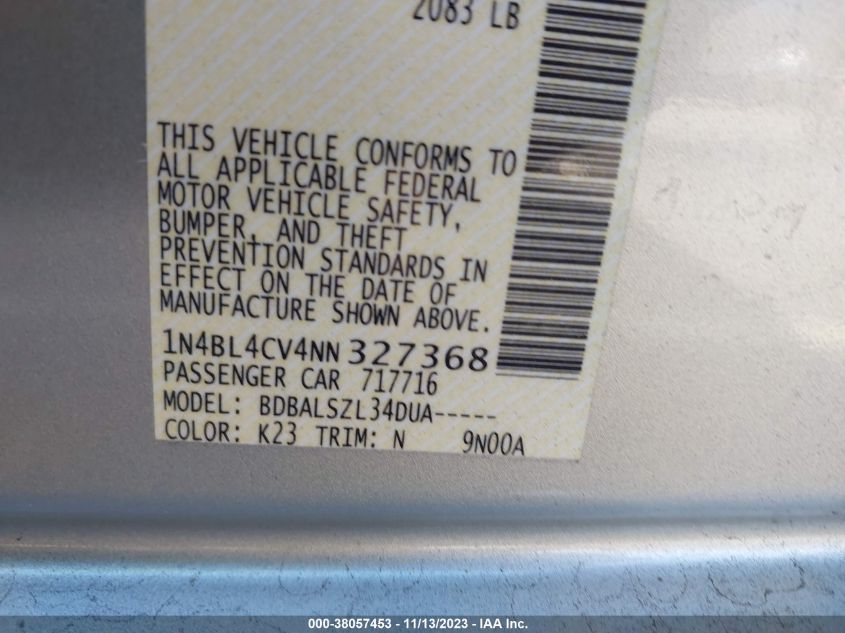 2083 LB
THIS VEHICLE CONFORMS TO
ALL APPLICABLE FEDERAL
MOTOR VEHICLE SAFETY,
BUMPER, AND THEFT
PREVENTION STANDARDS IN
EFFECT ON THE DATE OF
MANUFACTURE SHOWN ABOVE.
1N4BL4CV4NN 327368
PASSENGER CAR 717716
MODEL: BDBALSZL34DUA-----
COLOR: K23 TRIM: N 9N00A
000-38057453 - 11/13/2023 - IAA Inc.